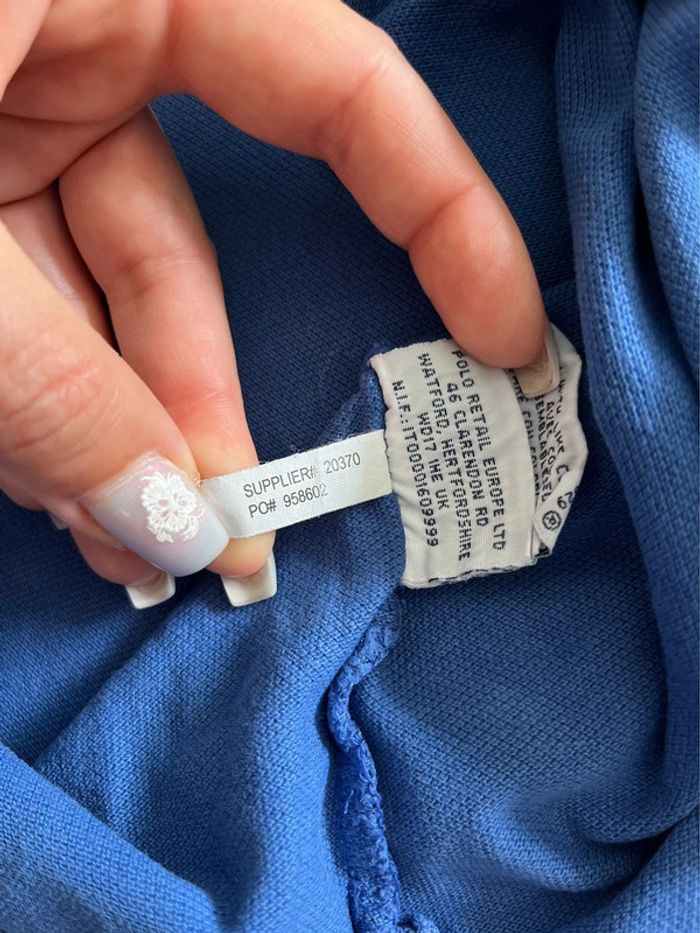 SUPPLIER# 20370
PO# 958602
POLO RETAIL EUROPE LTD
46 CLARENDON RD
WATFORD, HERTFORDSHIRE
WD17 1HE UK
N.I.F.:IT00001609999